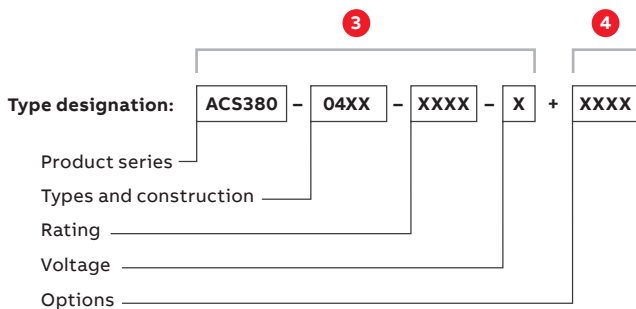 3 4
Type designation: ACS380 – 04XX – XXXX – X + XXXX
Product series
Types and construction
Rating
Voltage
Options